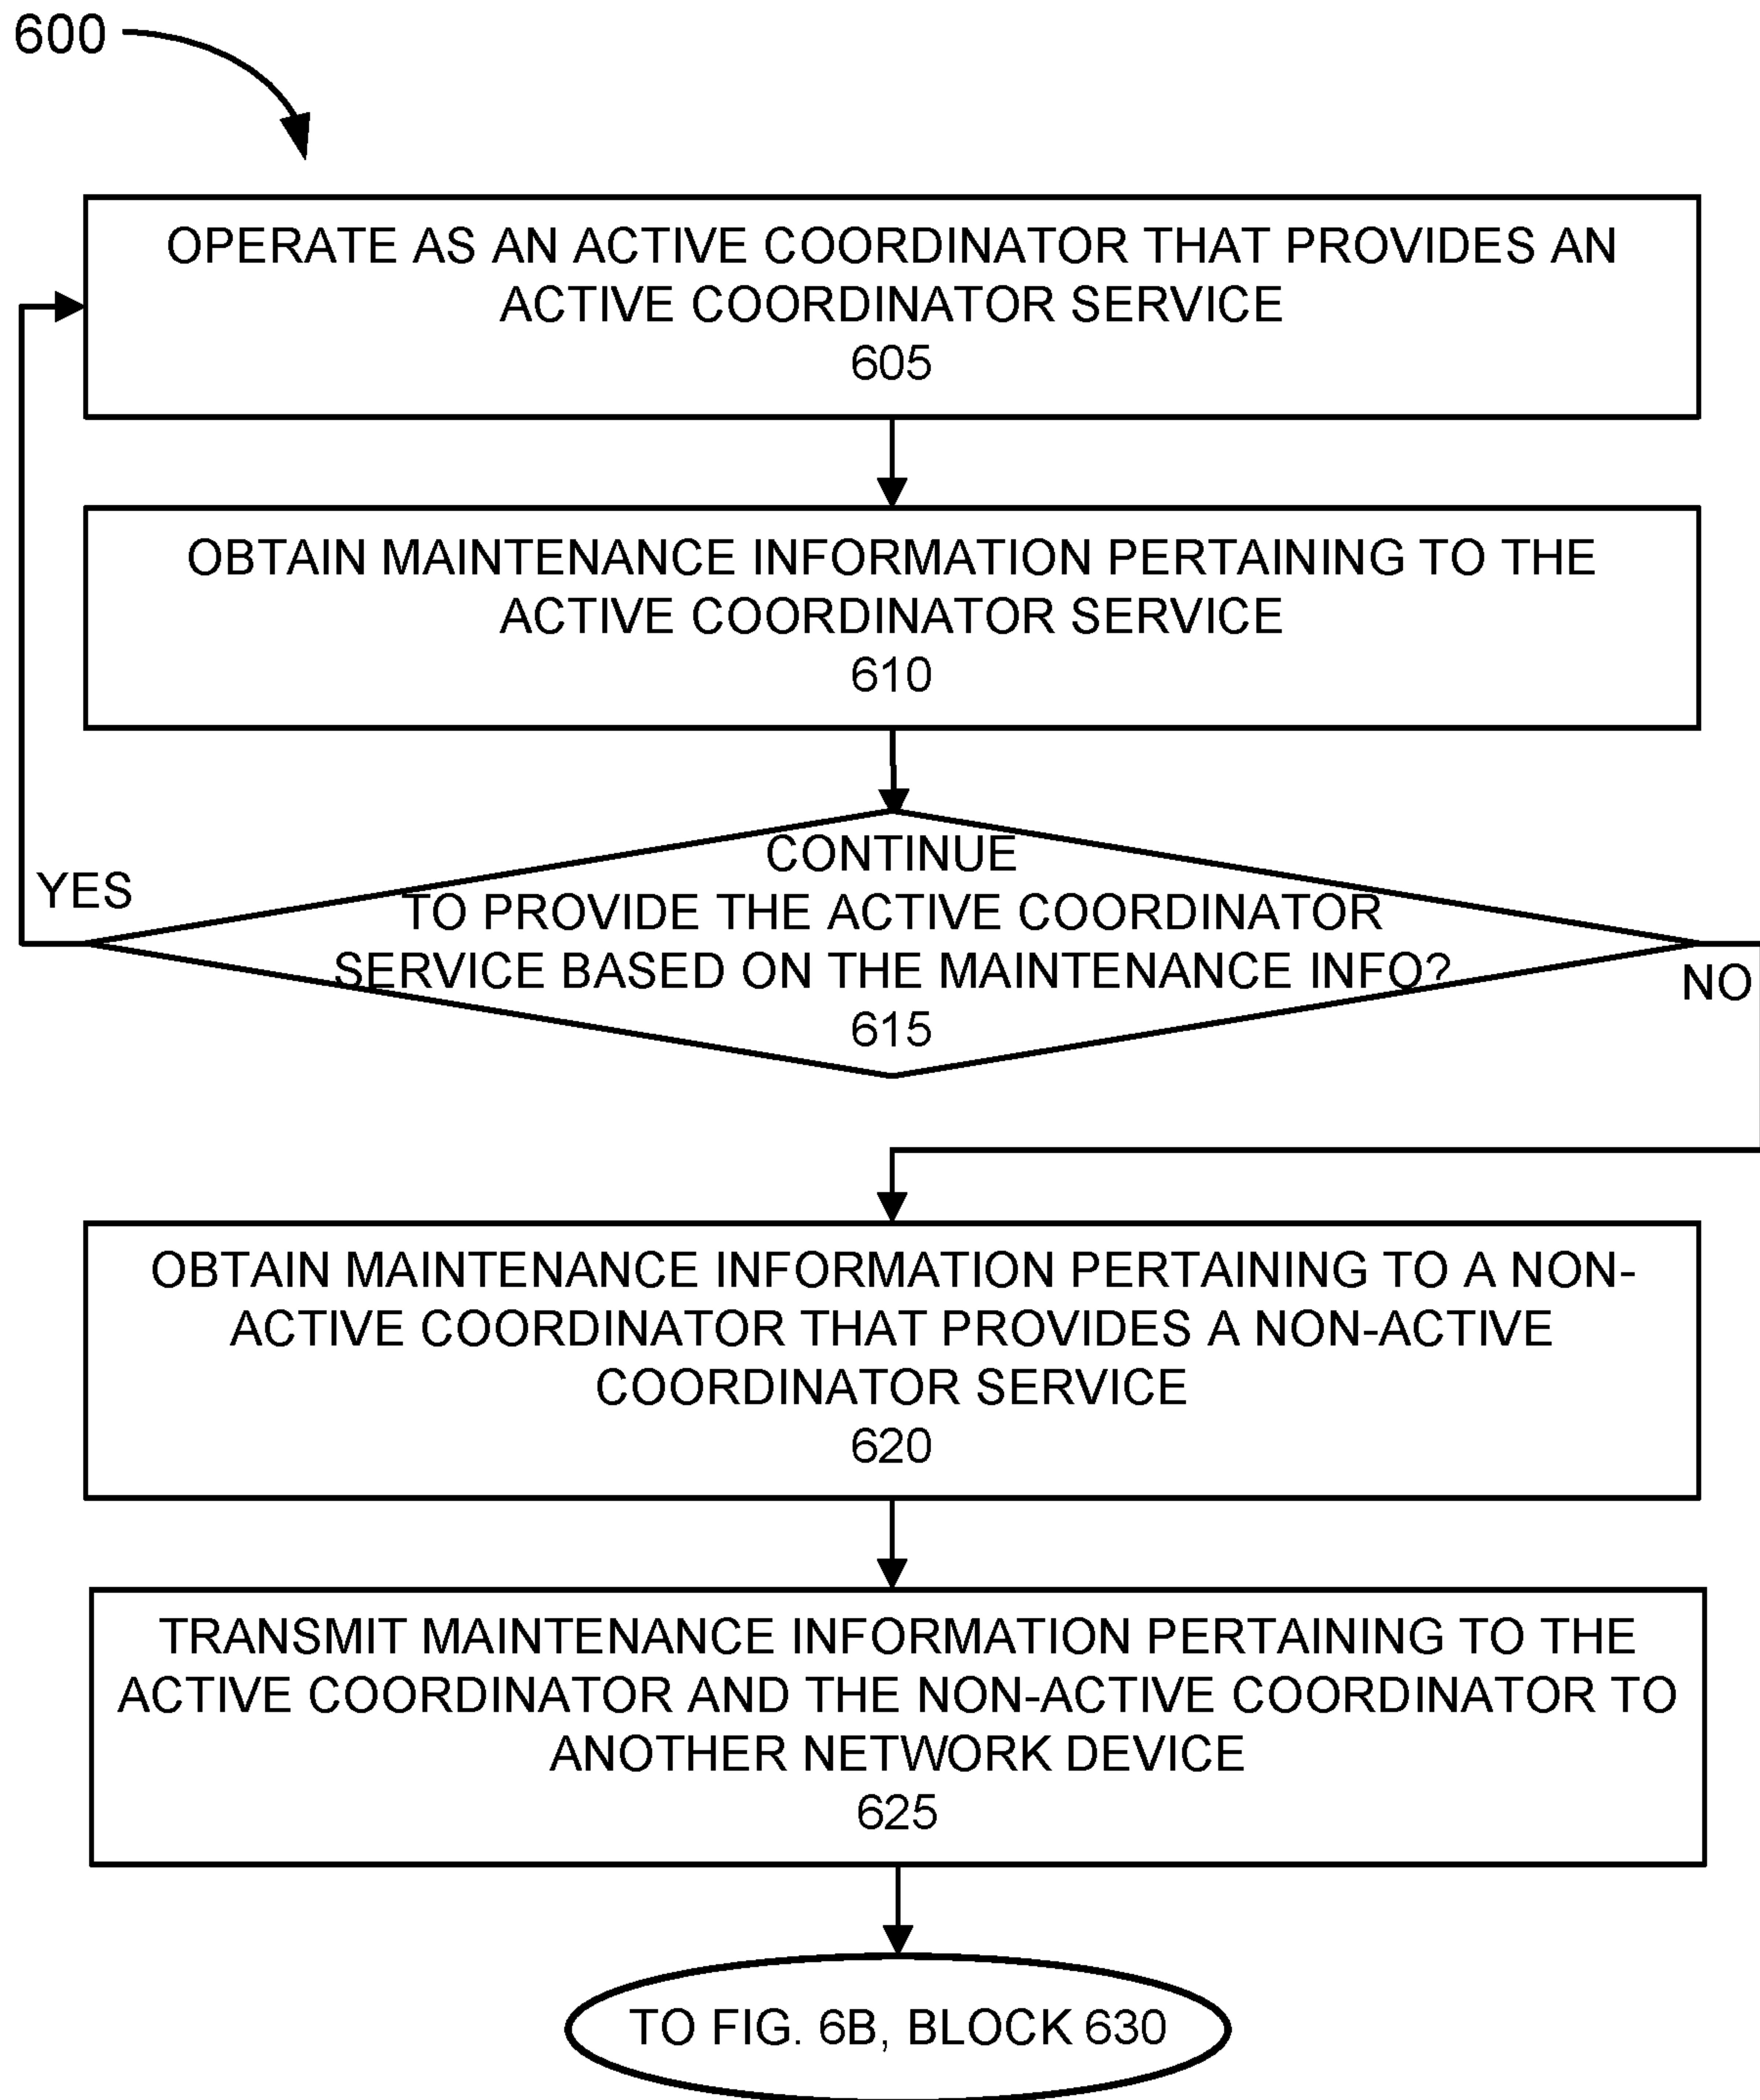 600
OPERATE AS AN ACTIVE COORDINATOR THAT PROVIDES AN
ACTIVE COORDINATOR SERVICE
605
OBTAIN MAINTENANCE INFORMATION PERTAINING TO THE
ACTIVE COORDINATOR SERVICE
610
CONTINUE
TO PROVIDE THE ACTIVE COORDINATOR
SERVICE BASED ON THE MAINTENANCE INFO?
615
YES
NO
OBTAIN MAINTENANCE INFORMATION PERTAINING TO A NON-
ACTIVE COORDINATOR THAT PROVIDES A NON-ACTIVE
COORDINATOR SERVICE
620
TRANSMIT MAINTENANCE INFORMATION PERTAINING TO THE
ACTIVE COORDINATOR AND THE NON-ACTIVE COORDINATOR TO
ANOTHER NETWORK DEVICE
625
TO FIG. 6B, BLOCK 630